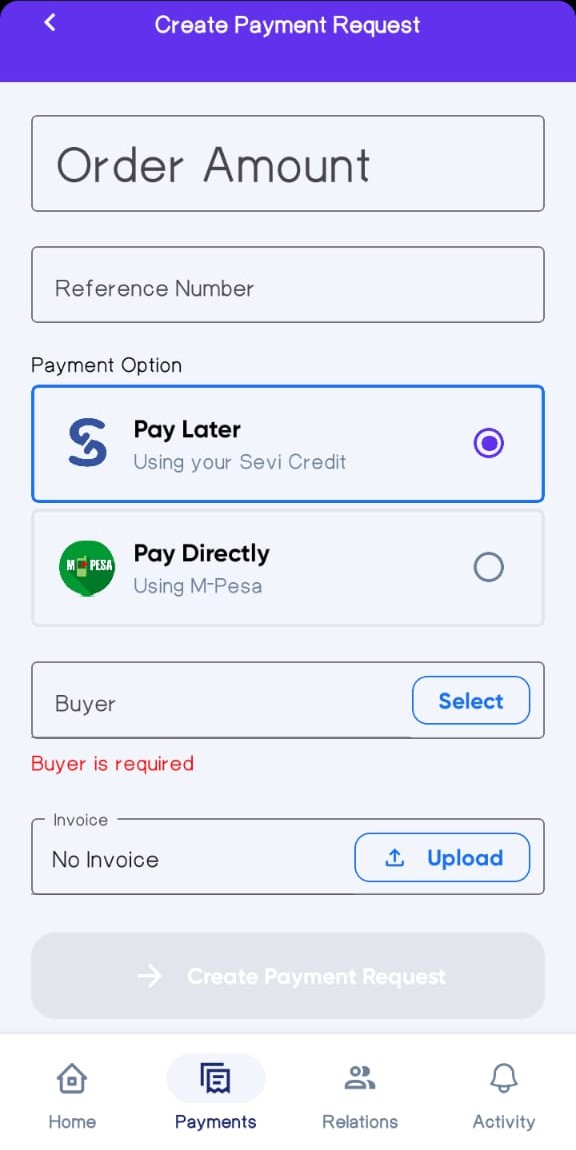 Create Payment Request
Order Amount
Reference Number
Payment Option
Pay Later
Using your Sevi Credit
M PESA
Pay Directly
Using M-Pesa
Buyer
Select
Buyer is required
Invoice
No Invoice
Upload
Create Payment Request
Home
Payments
Relations
Activity